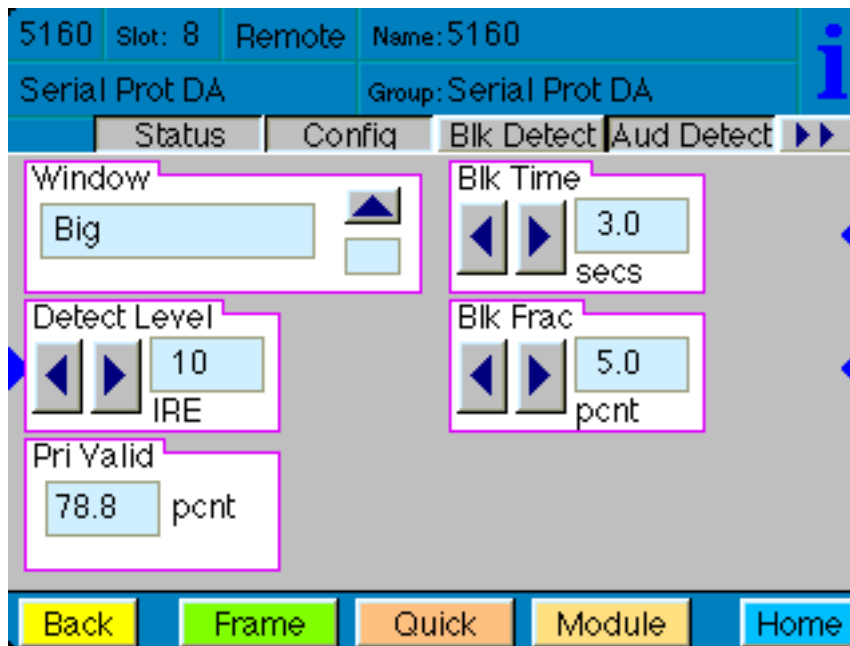 5160 Slot: 8 Remote Name: 5160
Serial Prot DA Group: Serial Prot DA
i
Status Config Blk Detect Aud Detect
Window
Big
Blk Time
3.0
secs
Detect Level
10
IRE
Blk Frac
5.0
pcnt
Pri Valid
78.8 pcnt
Back Frame Quick Module Home